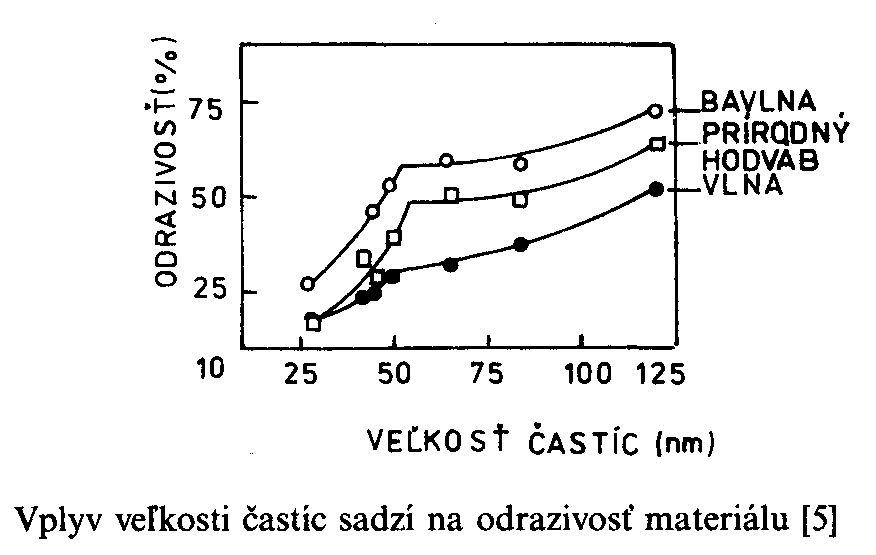 ODRAZIVOSŤ (%)
75
50
25
10
25 50 75 100 125
BAVLNA
PRÍRODNÝ
HODVÁB
VLNA
VEĽKOSŤ ČASTÍC (nm)
Vplyv veľkosti častíc sadzí na odrazivosť materiálu [5]